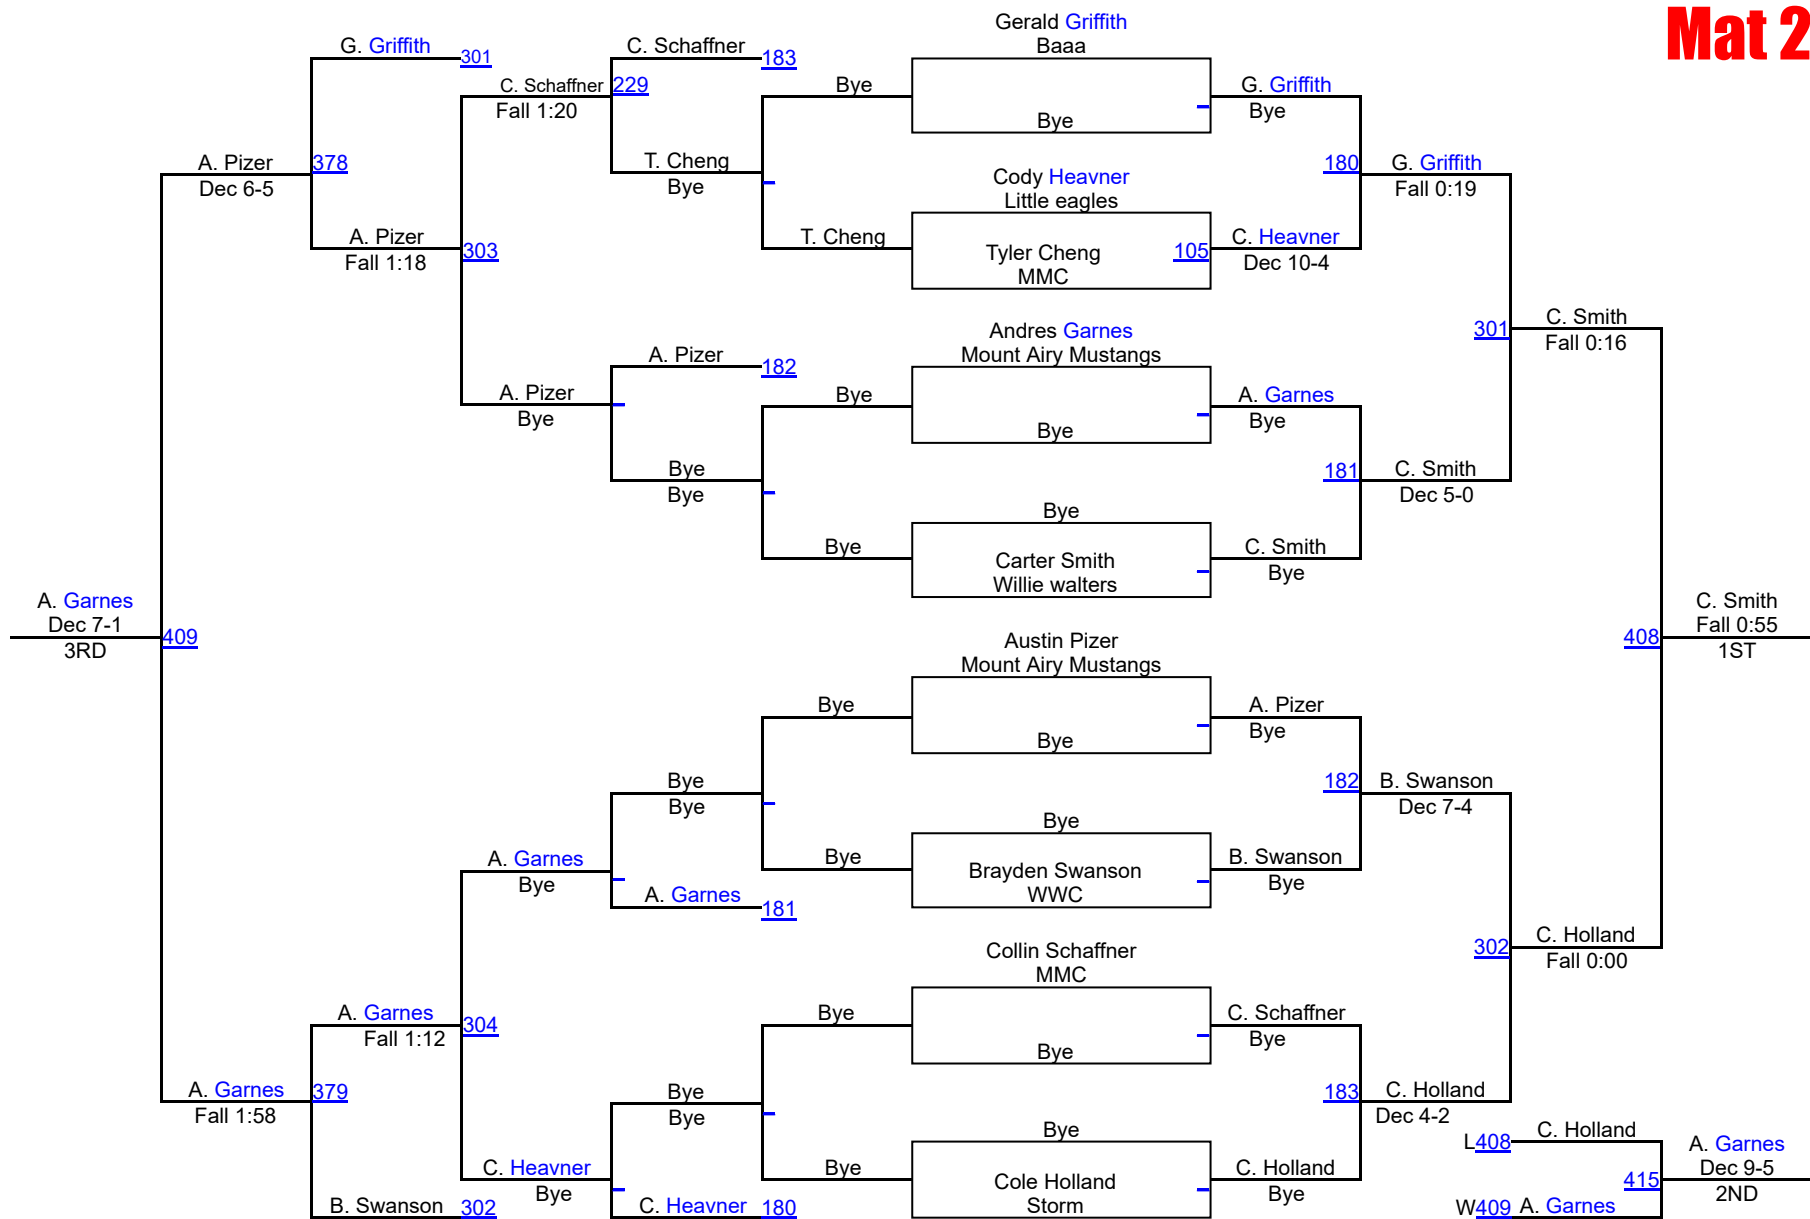 Mat 2
Gerald Griffith
Baaa
Bye
G. Griffith
301
C. Schaffner
183
C. Schaffner
229
Fall 1:20
Bye
G. Griffith
Bye
A. Pizer
378
Dec 6-5
T. Cheng
Bye
Cody Heavner
Little eagles
180
G. Griffith
Fall 0:19
A. Pizer
303
Fall 1:18
T. Cheng
Tyler Cheng
MMC
105
C. Heavner
Dec 10-4
Andres Garnes
Mount Airy Mustangs
Bye
301
C. Smith
Fall 0:16
A. Pizer
182
A. Pizer
Bye
Bye
A. Garnes
Bye
Bye
Bye
181
C. Smith
Dec 5-0
Bye
Carter Smith
Willie walters
Bye
C. Smith
Bye
A. Garnes
Dec 7-1
3RD
409
Austin Pizer
Mount Airy Mustangs
Bye
408
C. Smith
Fall 0:55
1ST
Bye
A. Pizer
Bye
Bye
Bye
182
B. Swanson
Dec 7-4
A. Garnes
Bye
Bye
Bye
Brayden Swanson
WWC
B. Swanson
Bye
A. Garnes
181
Collin Schaffner
MMC
Bye
302
C. Holland
Fall 0:00
A. Garnes
304
Fall 1:12
Bye
C. Schaffner
Bye
A. Garnes
379
Fall 1:58
Bye
Bye
183
C. Holland
Dec 4-2
Bye
Cole Holland
Storm
L408
C. Holland
A. Garnes
Dec 9-5
2ND
C. Heavner
Bye
Bye
C. Holland
Bye
415
B. Swanson
302
C. Heavner
180
W409
A. Garnes